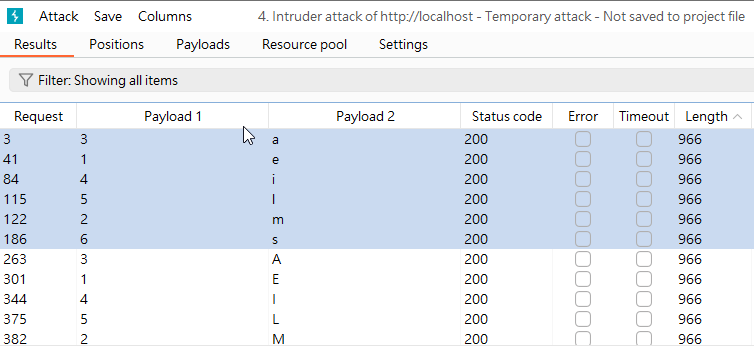 Attack Save Columns 4. Intruder attack of http://localhost - Temporary attack - Not saved to project file
Results Positions Payloads Resource pool Settings
Filter: Showing all items
Request Payload 1 Payload 2 Status code Error Timeout Length
3 3 a 200 966
41 1 e 200 966
84 4 i 200 966
115 5 l 200 966
122 2 m 200 966
186 6 s 200 966
263 3 A 200 966
301 1 E 200 966
344 4 I 200 966
375 5 L 200 966
382 2 M 200 966